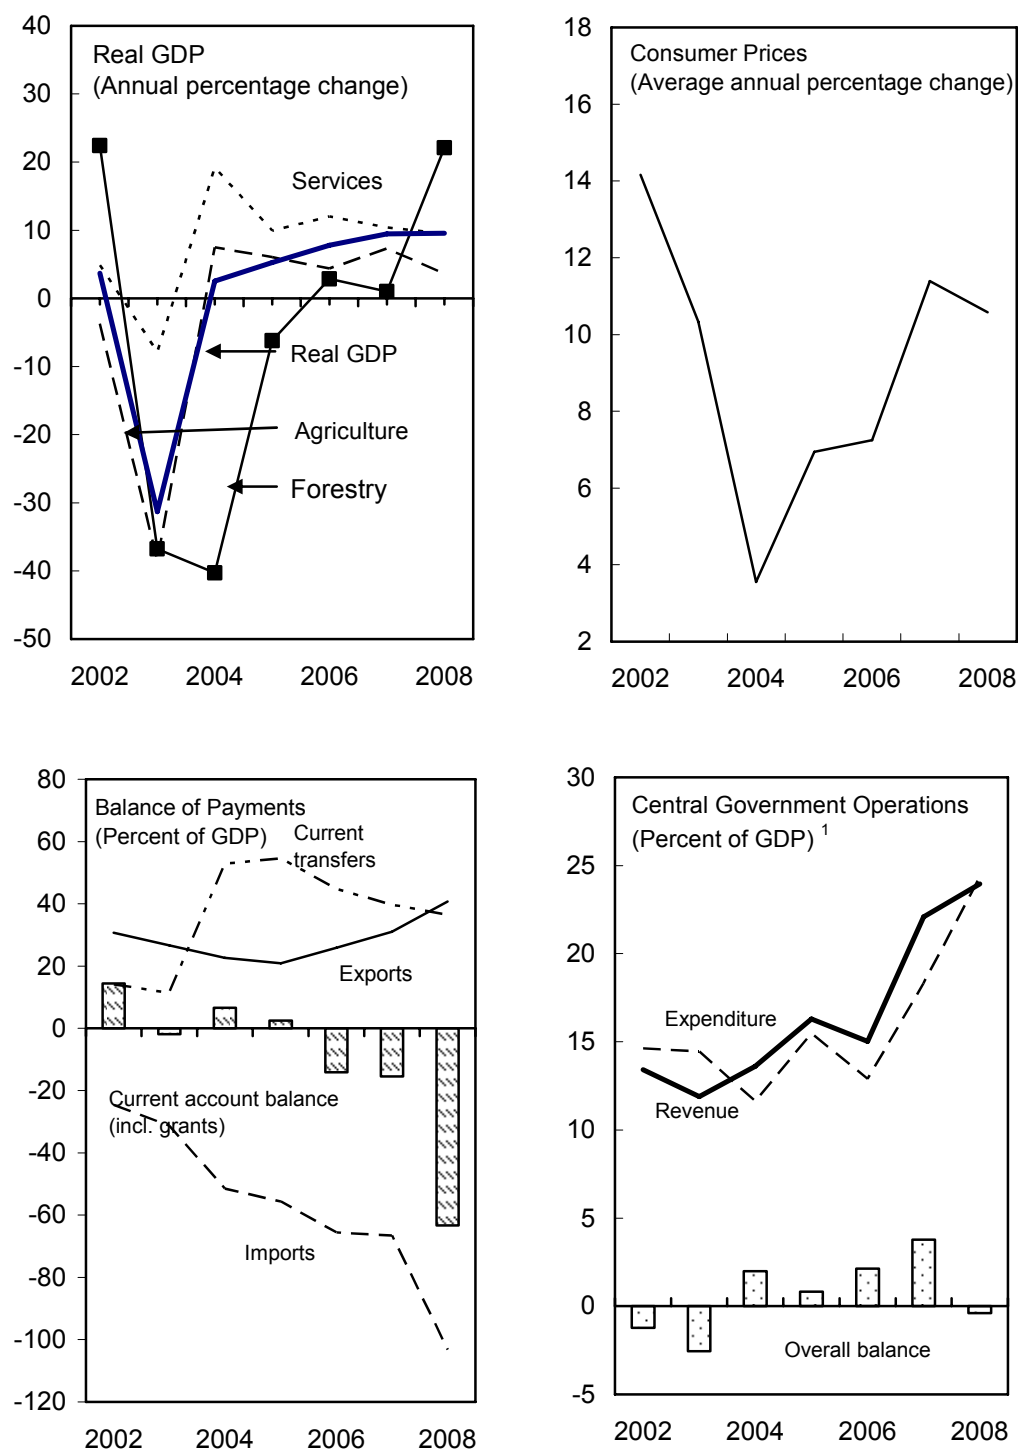 Real GDP
(Annual percentage change)
40
30
20
10
0
-10
-20
-30
-40
-50
Services
Real GDP
Agriculture
Forestry
2002 2004 2006 2008
Consumer Prices
(Average annual percentage change)
18
16
14
12
10
8
6
4
2
2002 2004 2006 2008
Balance of Payments
(Percent of GDP)
80
60
40
20
0
-20
-40
-60
-80
-100
-120
Current
transfers
Exports
Current account balance
(incl. grants)
Imports
2002 2004 2006 2008
Central Government Operations
(Percent of GDP) 1
30
25
20
15
10
5
0
-5
Expenditure
Revenue
Overall balance
2002 2004 2006 2008